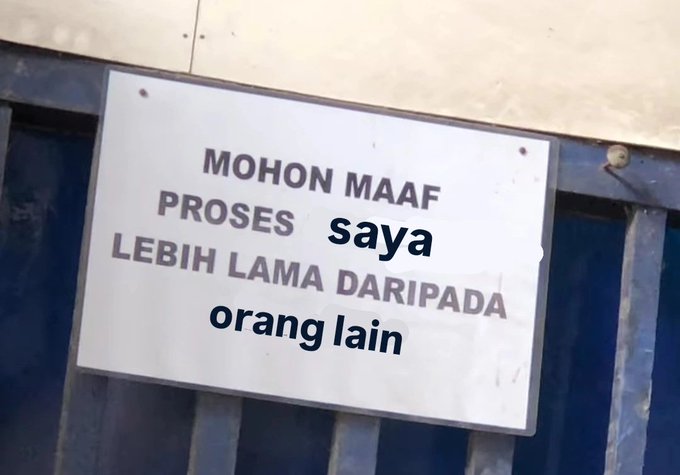 MOHON MAAF
PROSES saya
LEBIH LAMA DARIPADA
orang lain